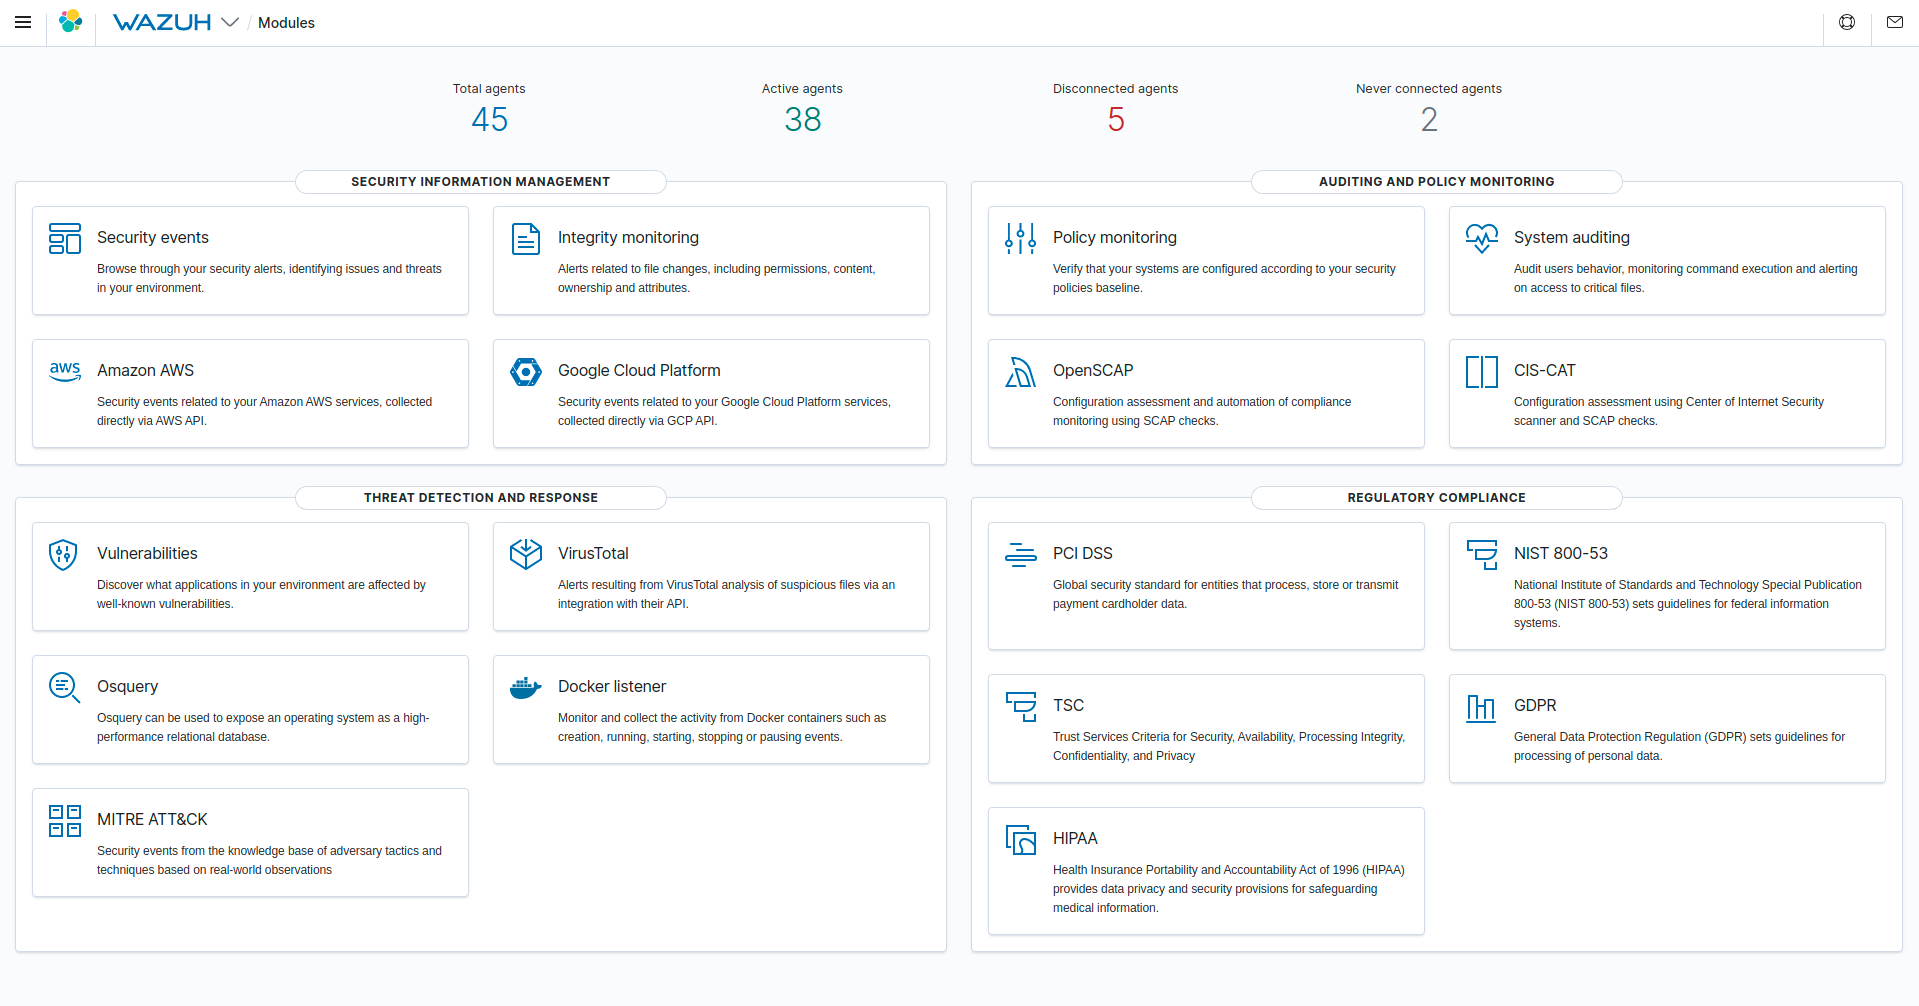 WAZUH / Modules
Total agents
45
Active agents
38
Disconnected agents
5
Never connected agents
2
SECURITY INFORMATION MANAGEMENT
Security events
Browse through your security alerts, identifying issues and threats
in your environment.
Integrity monitoring
Alerts related to file changes, including permissions, content,
ownership and attributes.
aws
Amazon AWS
Security events related to your Amazon AWS services, collected
directly via AWS API.
Google Cloud Platform
Security events related to your Google Cloud Platform services,
collected directly via GCP API.
AUDITING AND POLICY MONITORING
Policy monitoring
Verify that your systems are configured according to your security
policies baseline.
System auditing
Audit users behavior, monitoring command execution and alerting
on access to critical files.
OpenSCAP
Configuration assessment and automation of compliance
monitoring using SCAP checks.
CIS-CAT
Configuration assessment using Center of Internet Security
scanner and SCAP checks.
THREAT DETECTION AND RESPONSE
Vulnerabilities
Discover what applications in your environment are affected by
well-known vulnerabilities.
VirusTotal
Alerts resulting from VirusTotal analysis of suspicious files via an
integration with their API.
Osquery
Osquery can be used to expose an operating system as a high-
performance relational database.
Docker listener
Monitor and collect the activity from Docker containers such as
creation, running, starting, stopping or pausing events.
MITRE ATT&CK
Security events from the knowledge base of adversary tactics and
techniques based on real-world observations
REGULATORY COMPLIANCE
PCI DSS
Global security standard for entities that process, store or transmit
payment cardholder data.
NIST 800-53
National Institute of Standards and Technology Special Publication
800-53 (NIST 800-53) sets guidelines for federal information
systems.
TSC
Trust Services Criteria for Security, Availability, Processing Integrity,
Confidentiality, and Privacy
GDPR
General Data Protection Regulation (GDPR) sets guidelines for
processing of personal data.
HIPAA
Health Insurance Portability and Accountability Act of 1996 (HIPAA)
provides data privacy and security provisions for safeguarding
medical information.